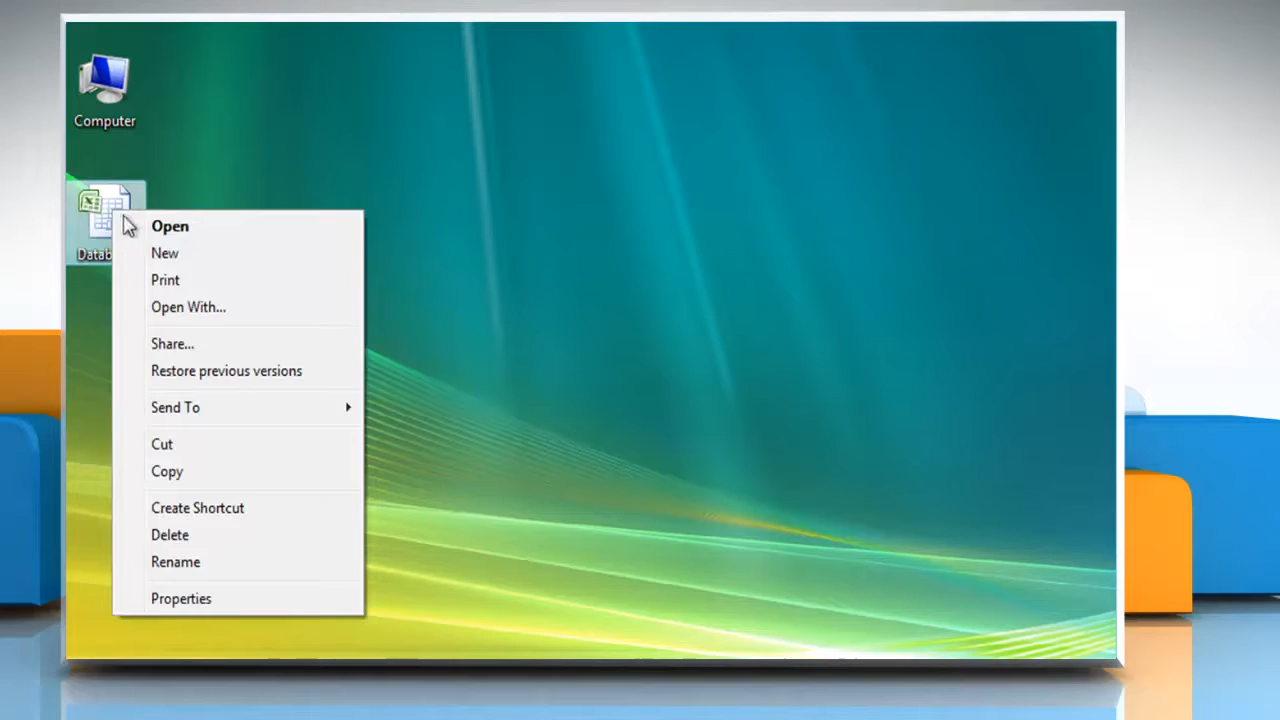 Computer
Open
New
Print
Open With...
Share...
Restore previous versions
Send To
Cut
Copy
Create Shortcut
Delete
Rename
Properties